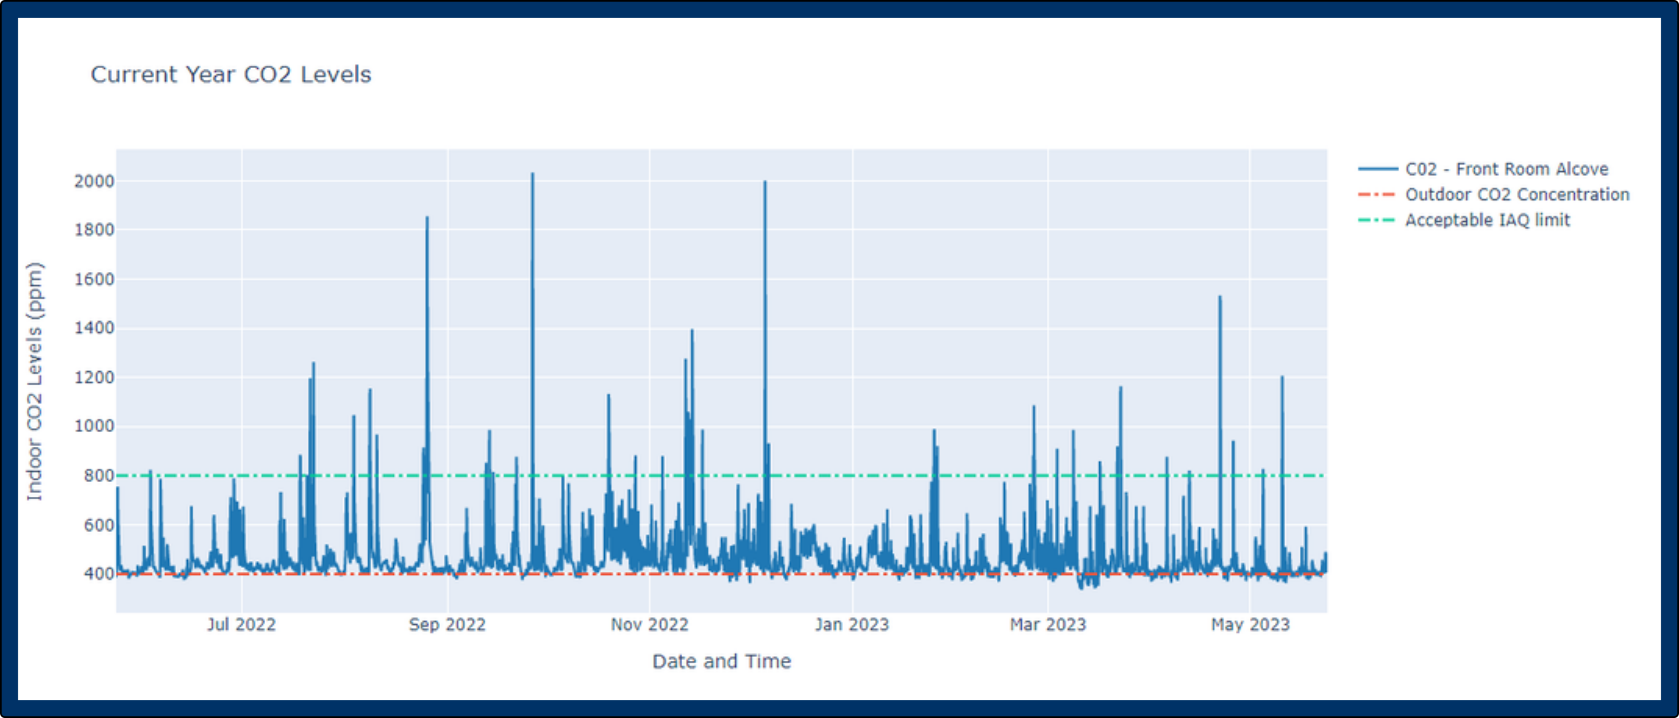 Current Year CO2 Levels
C02 - Front Room Alcove
Outdoor CO2 Concentration
Acceptable IAQ limit
Indoor CO2 Levels (ppm)
2000
1800
1600
1400
1200
1000
800
600
400
Jul 2022
Sep 2022
Nov 2022
Jan 2023
Mar 2023
May 2023
Date and Time